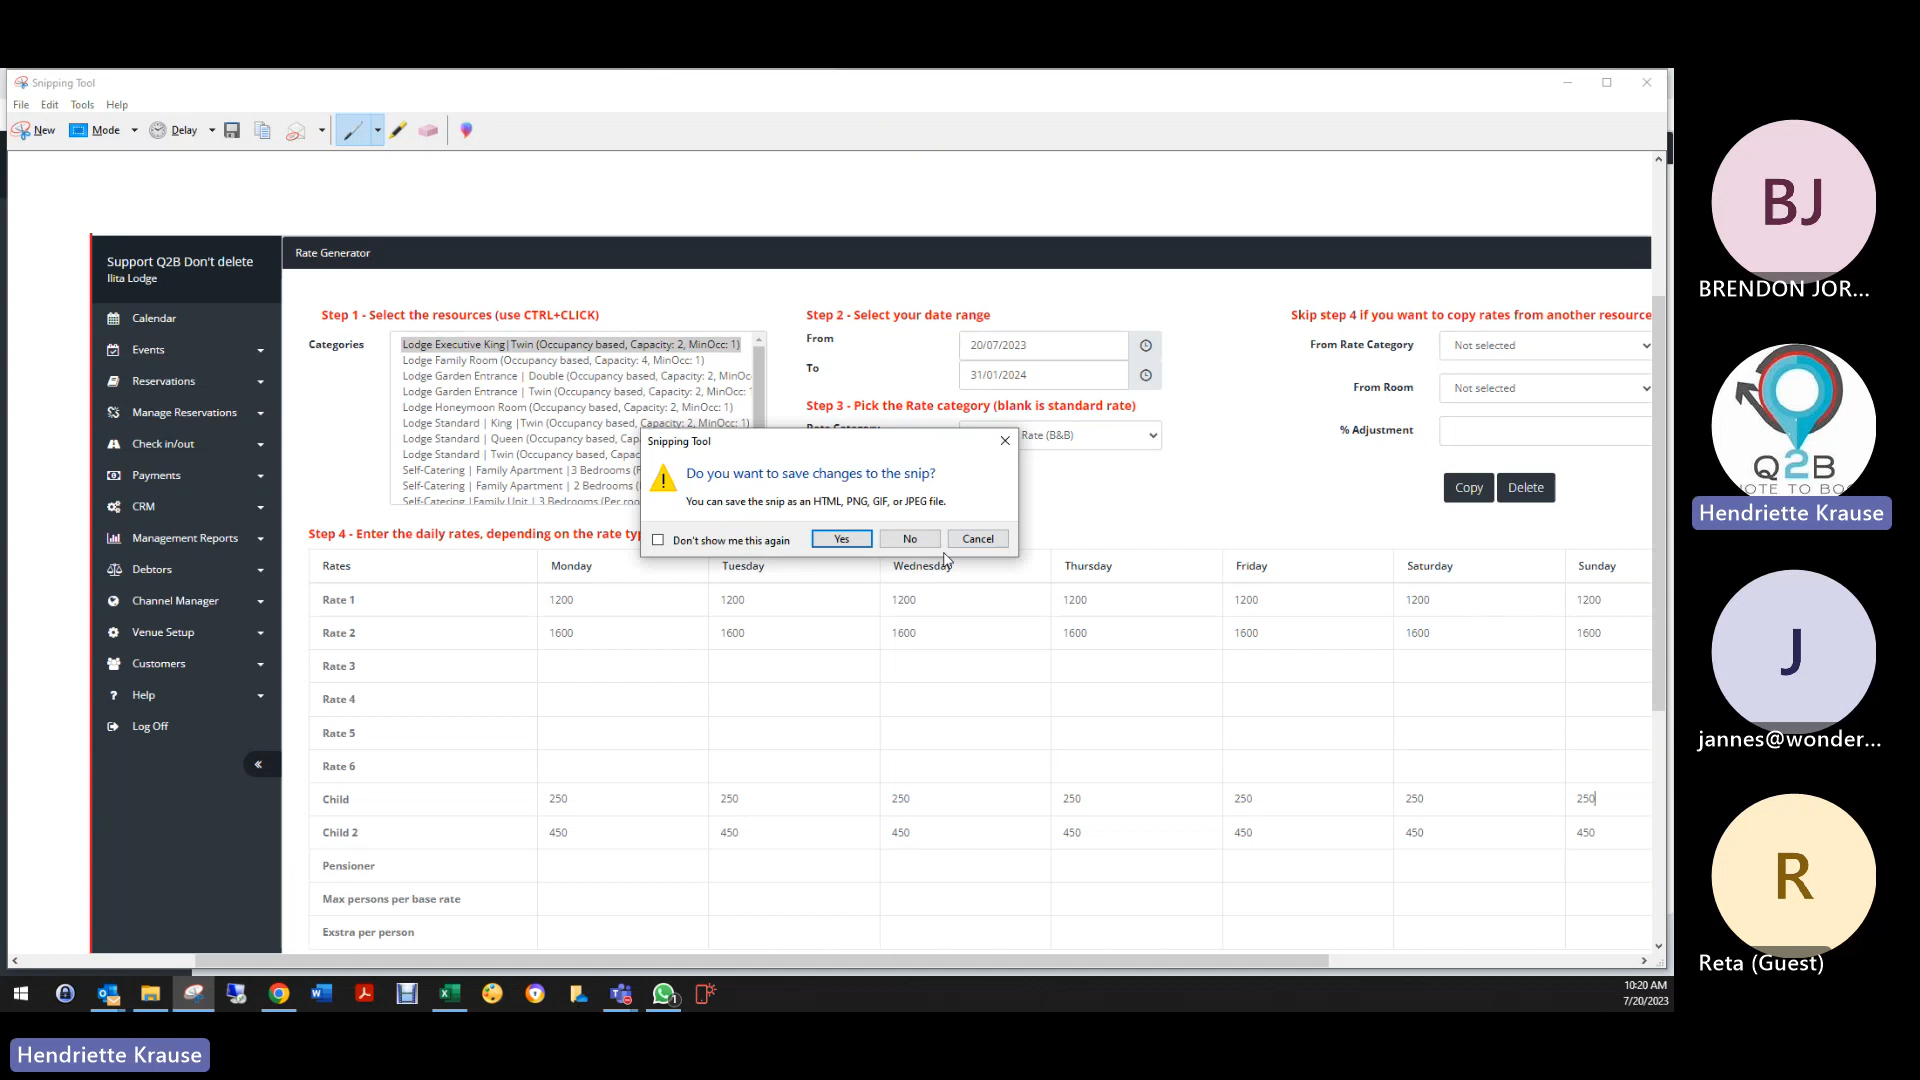 Snipping Tool
File Edit Tools Help
New Mode Delay
Support Q2B Don't delete
Ilita Lodge
Calendar
Events
Reservations
Manage Reservations
Check in/out
Payments
CRM
Management Reports
Debtors
Channel Manager
Venue Setup
Customers
Help
Log Off
Rate Generator
Step 1 - Select the resources (use CTRL+CLICK)
Categories
Lodge Executive King|Twin (Occupancy based, Capacity: 2, MinOcc: 1)
Lodge Family Room (Occupancy based, Capacity: 4, MinOcc: 1)
Lodge Garden Entrance | Double (Occupancy based, Capacity: 2, MinOc
Lodge Garden Entrance | Twin (Occupancy based, Capacity: 2, MinOcc:
Lodge Honeymoon Room (Occupancy based, Capacity: 2, MinOcc: 1)
Lodge Standard | King |Twin (Occupancy based, Capacity: 2, MinOcc: 1)
Lodge Standard | Queen (Occupancy based, Cap
Lodge Standard | Twin (Occupancy based, Capac
Self-Catering | Family Apartment |3 Bedrooms (
Self-Catering | Family Apartment | 2 Bedrooms (
Self-Catering |Family Unit | 3 Bedrooms (Per roo
Step 2 - Select your date range
From 20/07/2023
To 31/01/2024
Step 3 - Pick the Rate category (blank is standard rate)
Rate Category Rate (B&B)
Skip step 4 if you want to copy rates from another resource
From Rate Category Not selected
From Room Not selected
% Adjustment
Copy Delete
Snipping Tool
Do you want to save changes to the snip?
You can save the snip as an HTML, PNG, GIF, or JPEG file.
Don't show me this again Yes No Cancel
Step 4 - Enter the daily rates, depending on the rate ty
Rates Monday Tuesday Wednesday Thursday Friday Saturday Sunday
Rate 1 1200 1200 1200 1200 1200 1200 1200
Rate 2 1600 1600 1600 1600 1600 1600 1600
Rate 3
Rate 4
Rate 5
Rate 6
Child 250 250 250 250 250 250 250
Child 2 450 450 450 450 450 450 450
Pensioner
Max persons per base rate
Exstra per person
10:20 AM
7/20/2023
Hendriette Krause
BJ
BRENDON JOR...
Q2B
Hendriette Krause
J
jannes@wonder...
R
Reta (Guest)